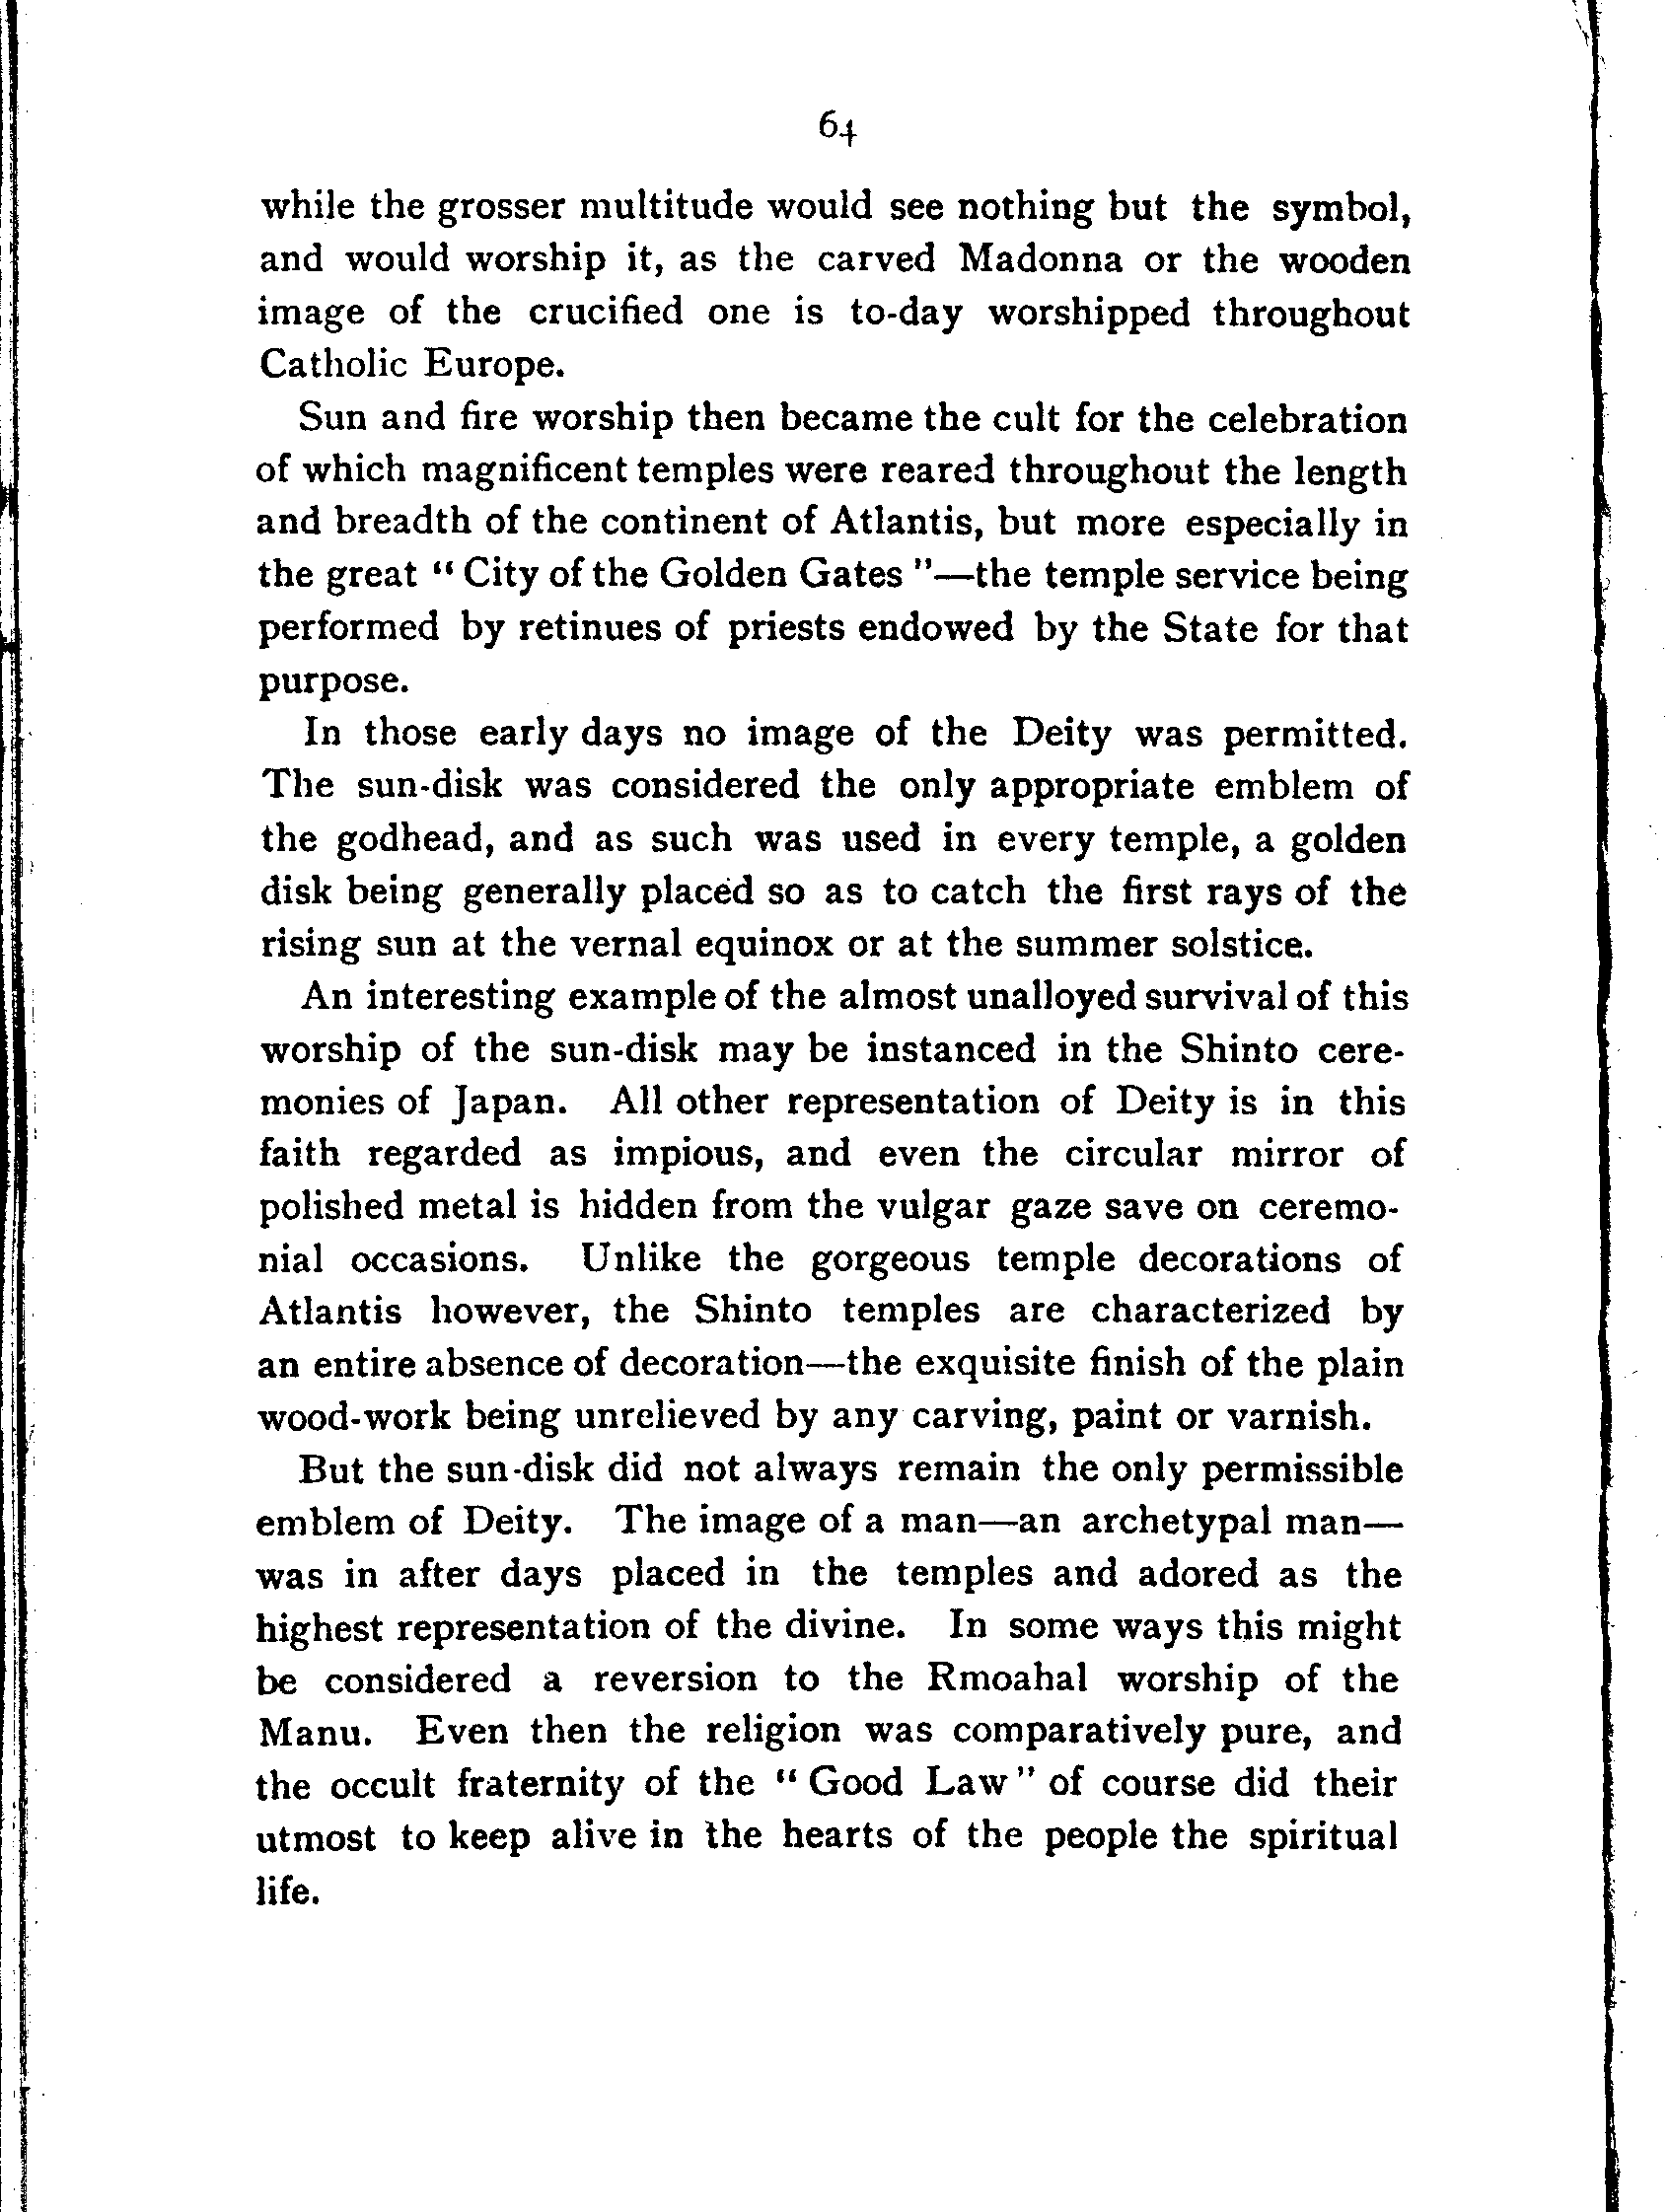 64
while the grosser multitude would see nothing but the symbol,
and would worship it, as the carved Madonna or the wooden
image of the crucified one is to-day worshipped throughout
Catholic Europe.
Sun and fire worship then became the cult for the celebration
of which magnificent temples were reared throughout the length
and breadth of the continent of Atlantis, but more especially in
the great “ City of the Golden Gates ”—the temple service being
performed by retinues of priests endowed by the State for that
purpose.
In those early days no image of the Deity was permitted.
The sun-disk was considered the only appropriate emblem of
the godhead, and as such was used in every temple, a golden
disk being generally placed so as to catch the first rays of the
rising sun at the vernal equinox or at the summer solstice.
An interesting example of the almost unalloyed survival of this
worship of the sun-disk may be instanced in the Shinto cere-
monies of Japan. All other representation of Deity is in this
faith regarded as impious, and even the circular mirror of
polished metal is hidden from the vulgar gaze save on ceremo-
nial occasions. Unlike the gorgeous temple decorations of
Atlantis however, the Shinto temples are characterized by
an entire absence of decoration—the exquisite finish of the plain
wood-work being unrelieved by any carving, paint or varnish.
But the sun-disk did not always remain the only permissible
emblem of Deity. The image of a man—an archetypal man—
was in after days placed in the temples and adored as the
highest representation of the divine. In some ways this might
be considered a reversion to the Rmoahal worship of the
Manu. Even then the religion was comparatively pure, and
the occult fraternity of the “ Good Law” of course did their
utmost to keep alive in the hearts of the people the spiritual
life.